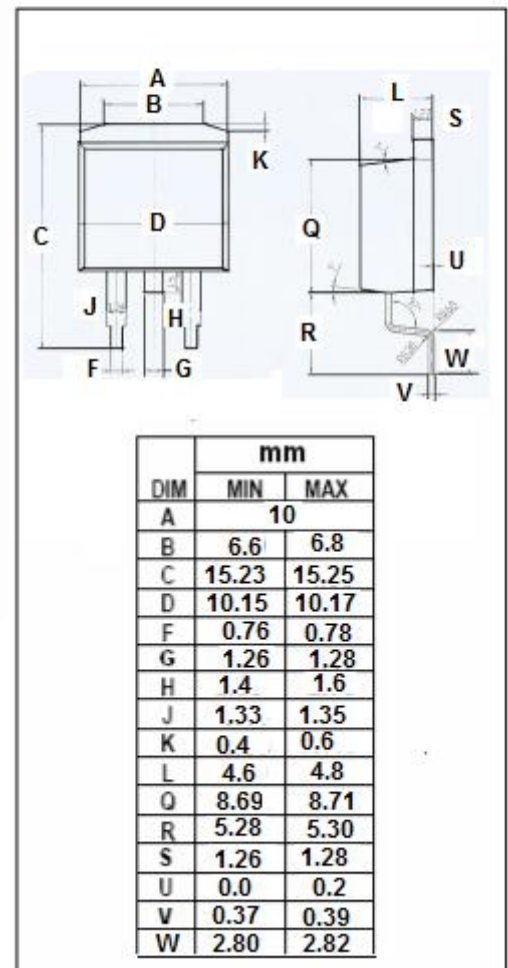 A
B
L
S
K
C
D
Q
U
J
H
R
F
G
W
V
mm
DIM MIN MAX
A 10
B 6.6 6.8
C 15.23 15.25
D 10.15 10.17
F 0.76 0.78
G 1.26 1.28
H 1.4 1.6
J 1.33 1.35
K 0.4 0.6
L 4.6 4.8
Q 8.69 8.71
R 5.28 5.30
S 1.26 1.28
U 0.0 0.2
V 0.37 0.39
W 2.80 2.82